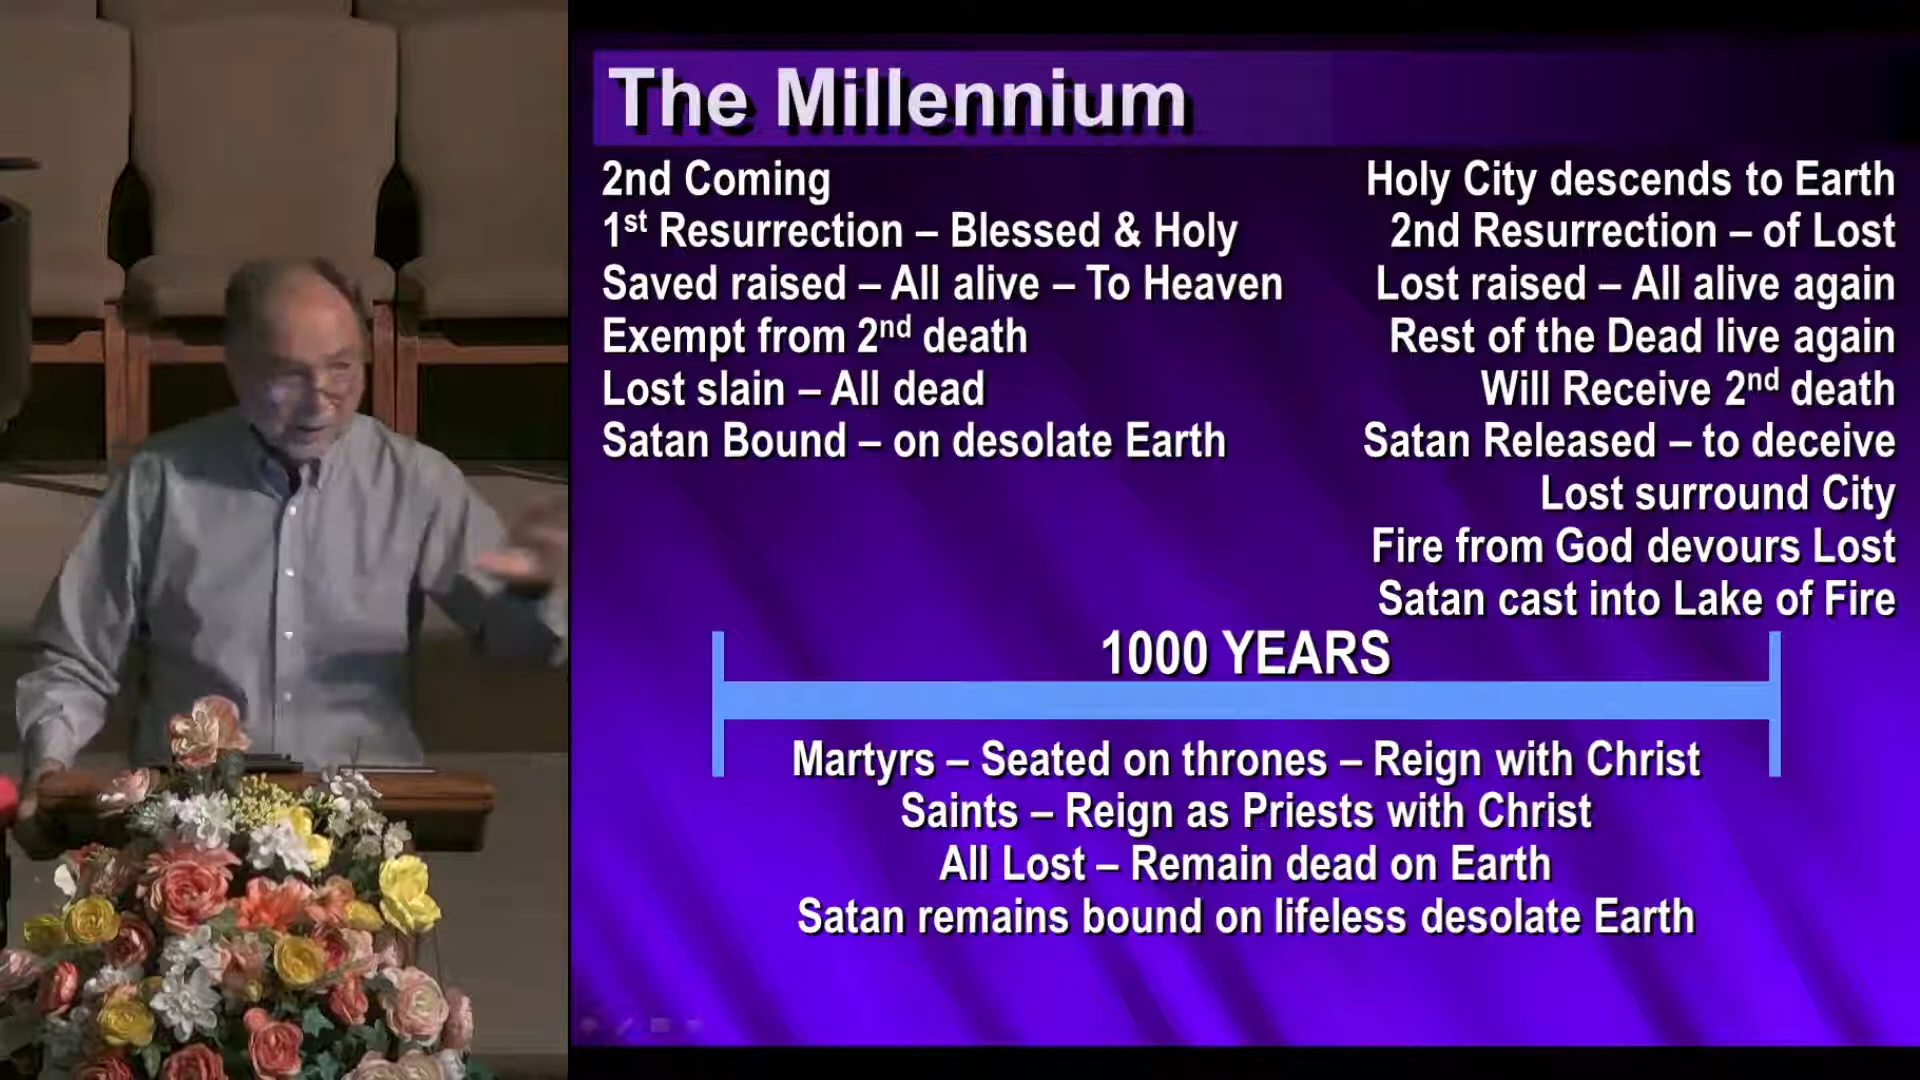 The Millennium
2nd Coming
1st Resurrection – Blessed & Holy
Saved raised – All alive – To Heaven
Exempt from 2nd death
Lost slain – All dead
Satan Bound – on desolate Earth
Holy City descends to Earth
2nd Resurrection – of Lost
Lost raised – All alive again
Rest of the Dead live again
Will Receive 2nd death
Satan Released – to deceive
Lost surround City
Fire from God devours Lost
Satan cast into Lake of Fire
1000 YEARS
Martyrs – Seated on thrones – Reign with Christ
Saints – Reign as Priests with Christ
All Lost – Remain dead on Earth
Satan remains bound on lifeless desolate Earth